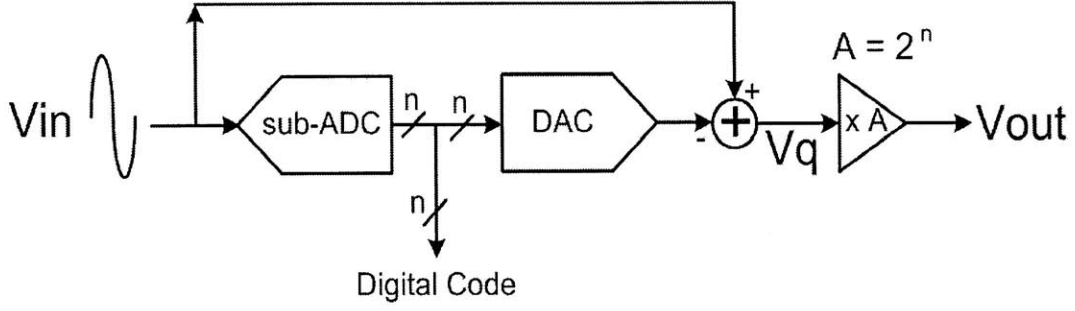 A = 2ⁿ
Vin
sub-ADC
n
n
DAC
+
+
-
Vq
x A
Vout
n
Digital Code